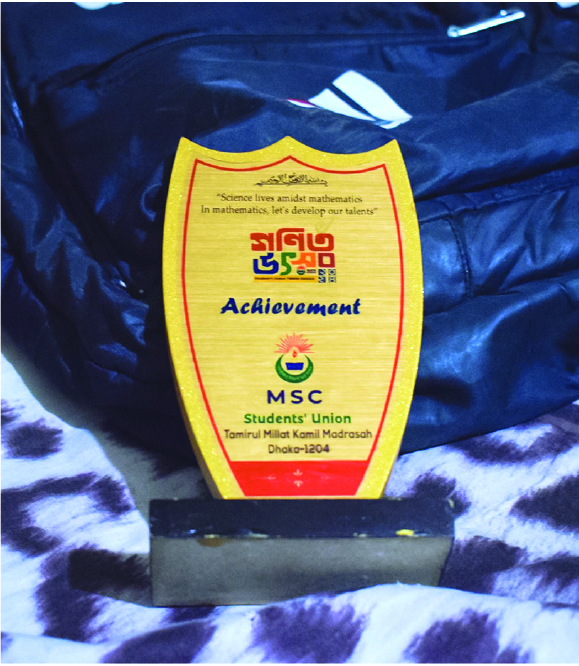 "Science lives amidst mathematics
In mathematics, let's develop our talents"
গণিত
উৎসব
Achievement
MSC
Students' Union
Tamirul Millat Kamil Madrasah
Dhaka-1204